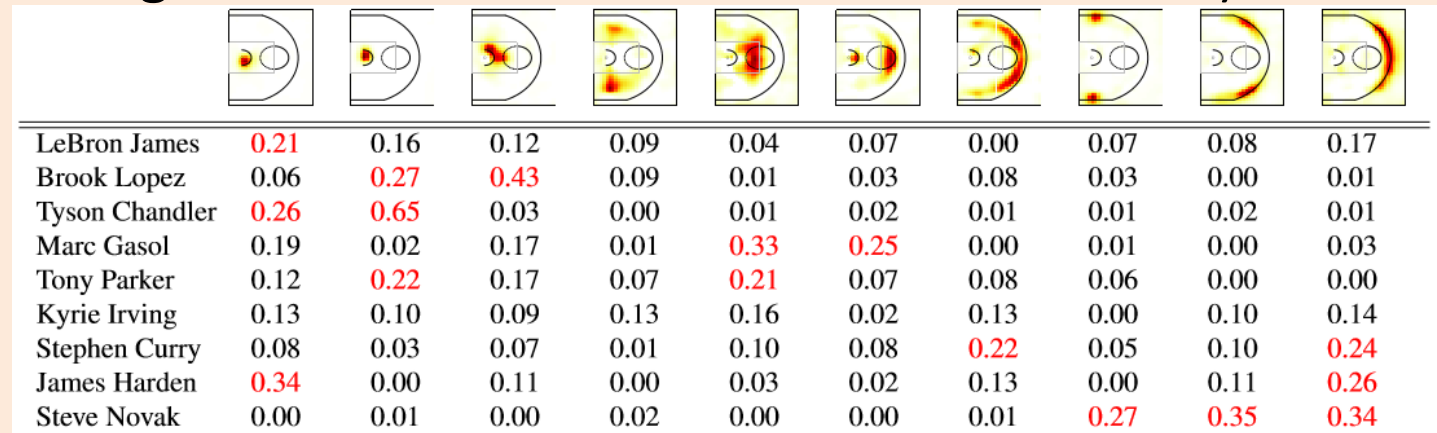 LeBron James 0.21 0.16 0.12 0.09 0.04 0.07 0.00 0.07 0.08 0.17
Brook Lopez 0.06 0.27 0.43 0.09 0.01 0.03 0.08 0.03 0.00 0.01
Tyson Chandler 0.26 0.65 0.03 0.00 0.01 0.02 0.01 0.01 0.02 0.01
Marc Gasol 0.19 0.02 0.17 0.01 0.33 0.25 0.00 0.01 0.00 0.03
Tony Parker 0.12 0.22 0.17 0.07 0.21 0.07 0.08 0.06 0.00 0.00
Kyrie Irving 0.13 0.10 0.09 0.13 0.16 0.02 0.13 0.00 0.10 0.14
Stephen Curry 0.08 0.03 0.07 0.01 0.10 0.08 0.22 0.05 0.10 0.24
James Harden 0.34 0.00 0.11 0.00 0.03 0.02 0.13 0.00 0.11 0.26
Steve Novak 0.00 0.01 0.00 0.02 0.00 0.00 0.01 0.27 0.35 0.34